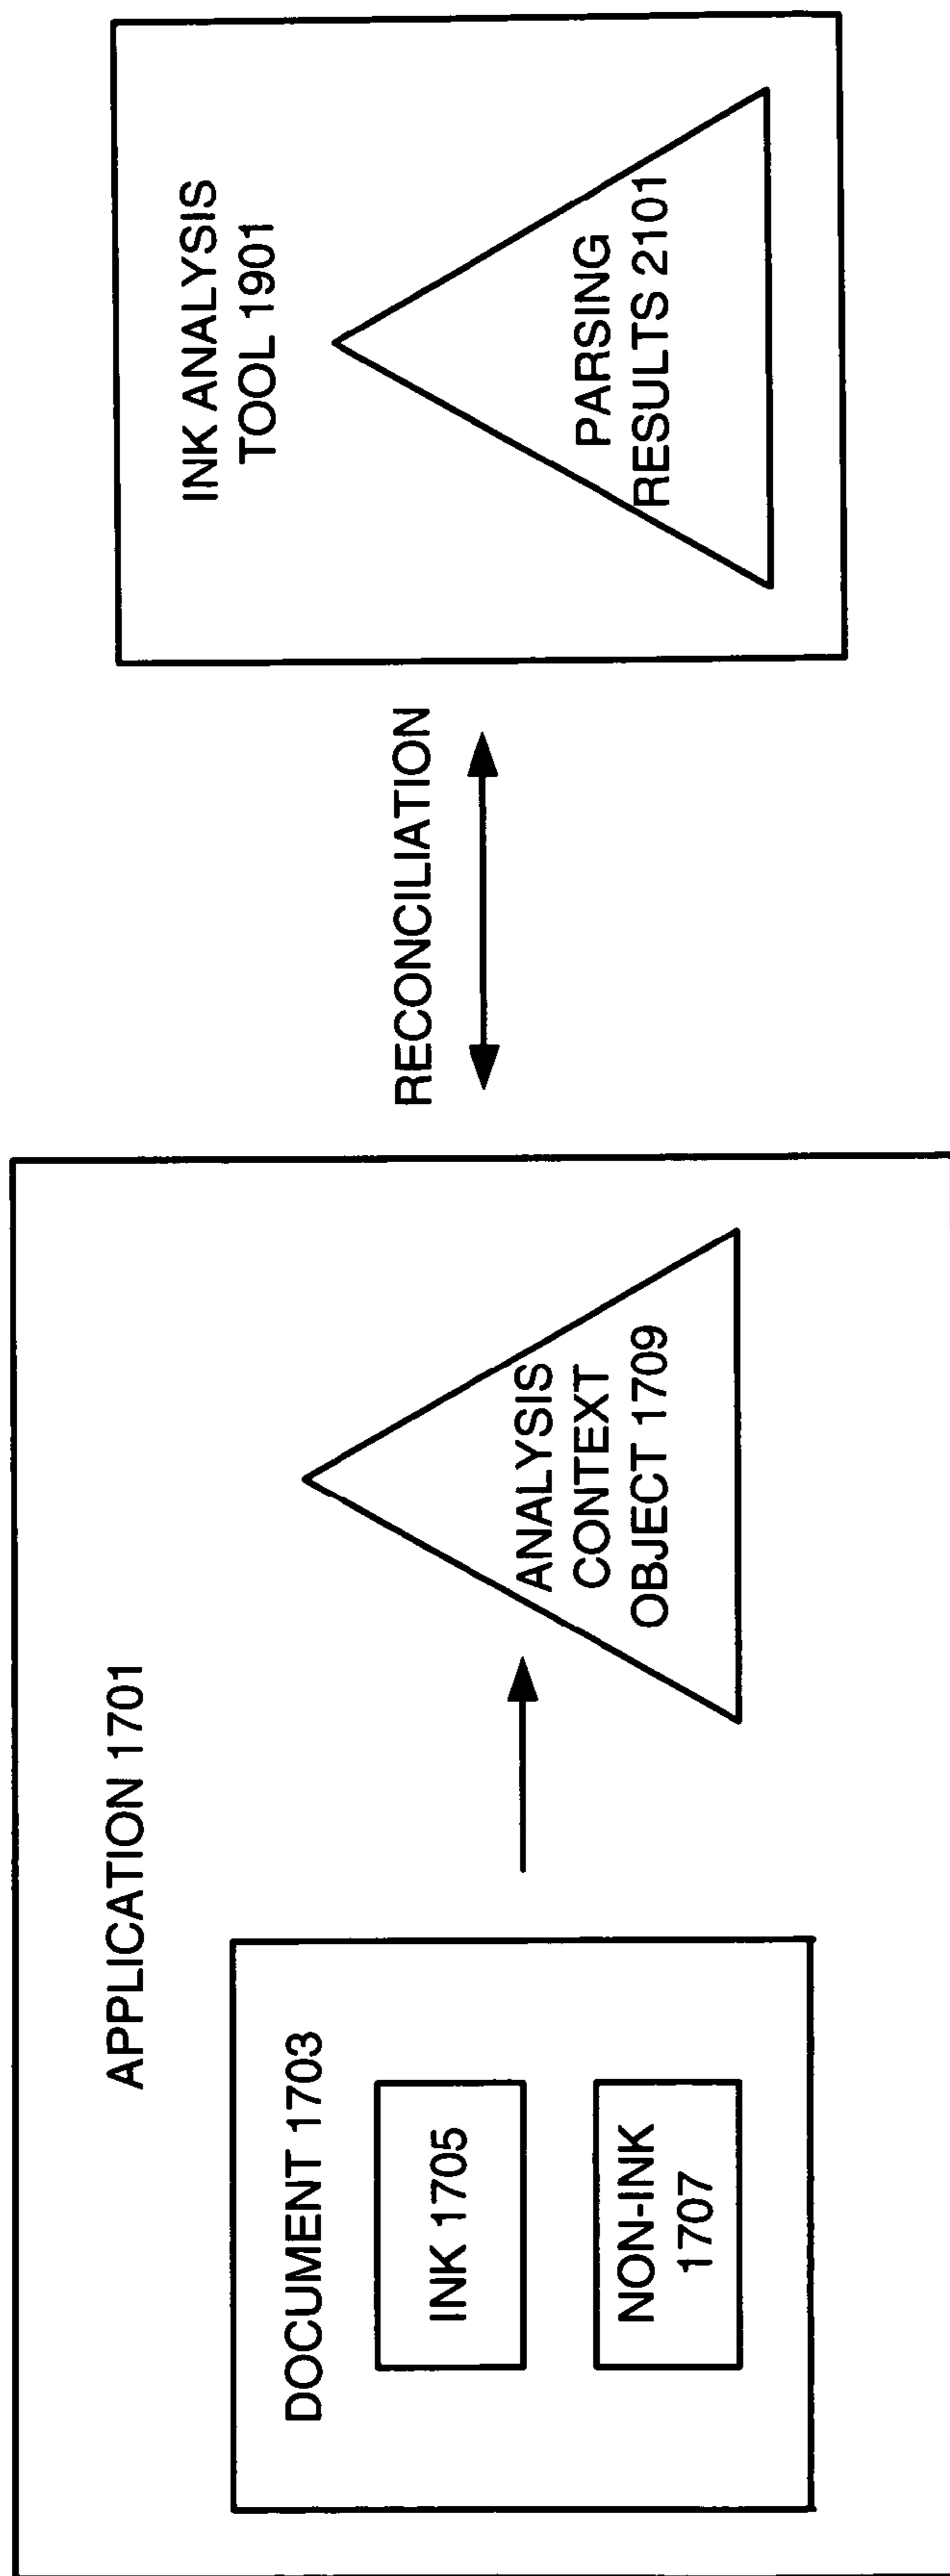 APPLICATION 1701
DOCUMENT 1703
INK 1705
NON-INK
1707
ANALYSIS
CONTEXT
OBJECT 1709
RECONCILIATION
INK ANALYSIS
TOOL 1901
PARSING
RESULTS 2101